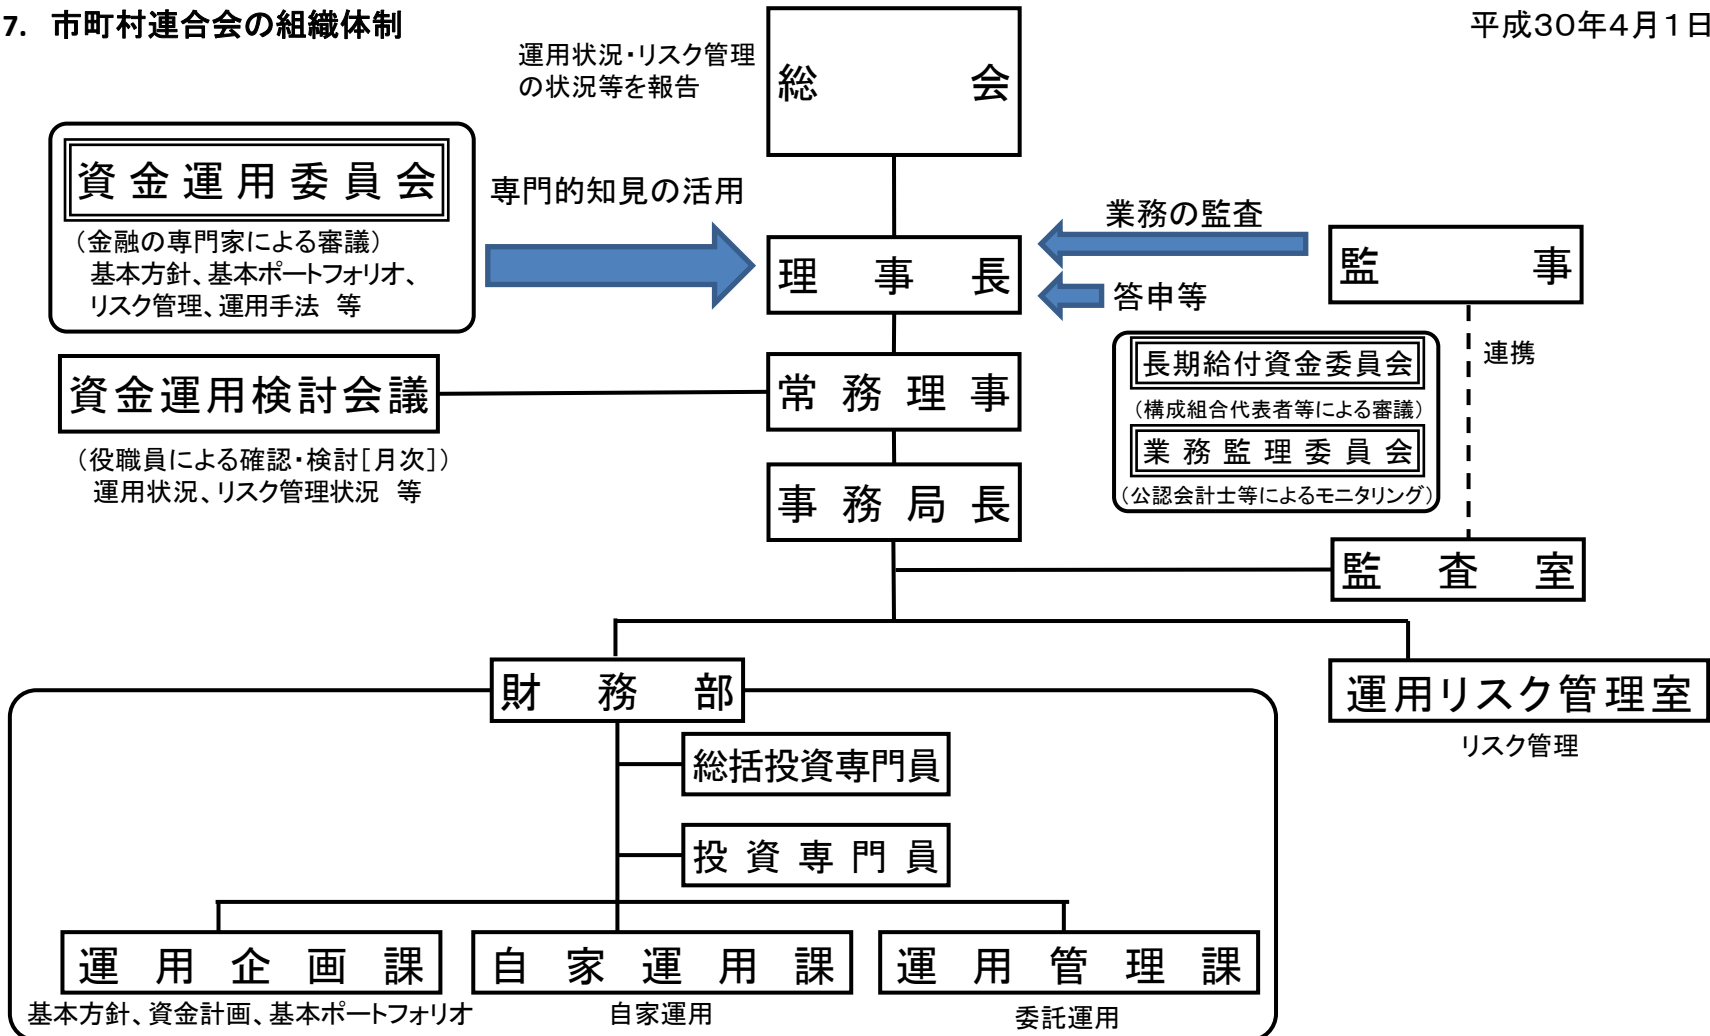 7. 市町村連合会の組織体制
平成30年4月1日
運用状況・リスク管理
の状況等を報告
総会
資金運用委員会
(金融の専門家による審議)
基本方針、基本ポートフォリオ、
リスク管理、運用手法 等
専門的知見の活用
業務の監査
理事長
監事
答申等
連携
長期給付資金委員会
(構成組合代表者等による審議)
業務監理委員会
(公認会計士等によるモニタリング)
資金運用検討会議
(役職員による確認・検討[月次])
運用状況、リスク管理状況 等
常務理事
事務局長
監査室
財務部
運用リスク管理室
リスク管理
総括投資専門員
投資専門員
運用企画課
基本方針、資金計画、基本ポートフォリオ
自家運用課
自家運用
運用管理課
委託運用